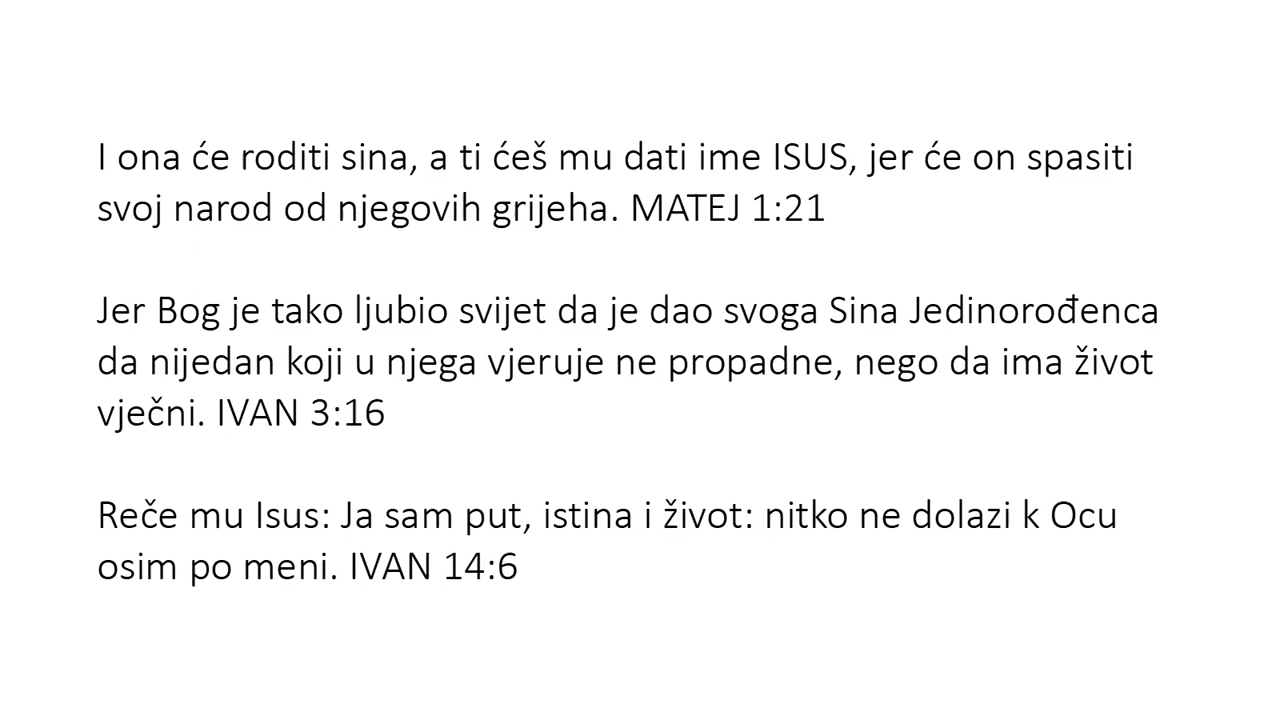 I ona će roditi sina, a ti ćeš mu dati ime ISUS, jer će on spasiti
svoj narod od njegovih grijeha. MATEJ 1:21
Jer Bog je tako ljubio svijet da je dao svoga Sina Jedinorođenca
da nijedan koji u njega vjeruje ne propadne, nego da ima život
vječni. IVAN 3:16
Reče mu Isus: Ja sam put, istina i život: nitko ne dolazi k Ocu
osim po meni. IVAN 14:6